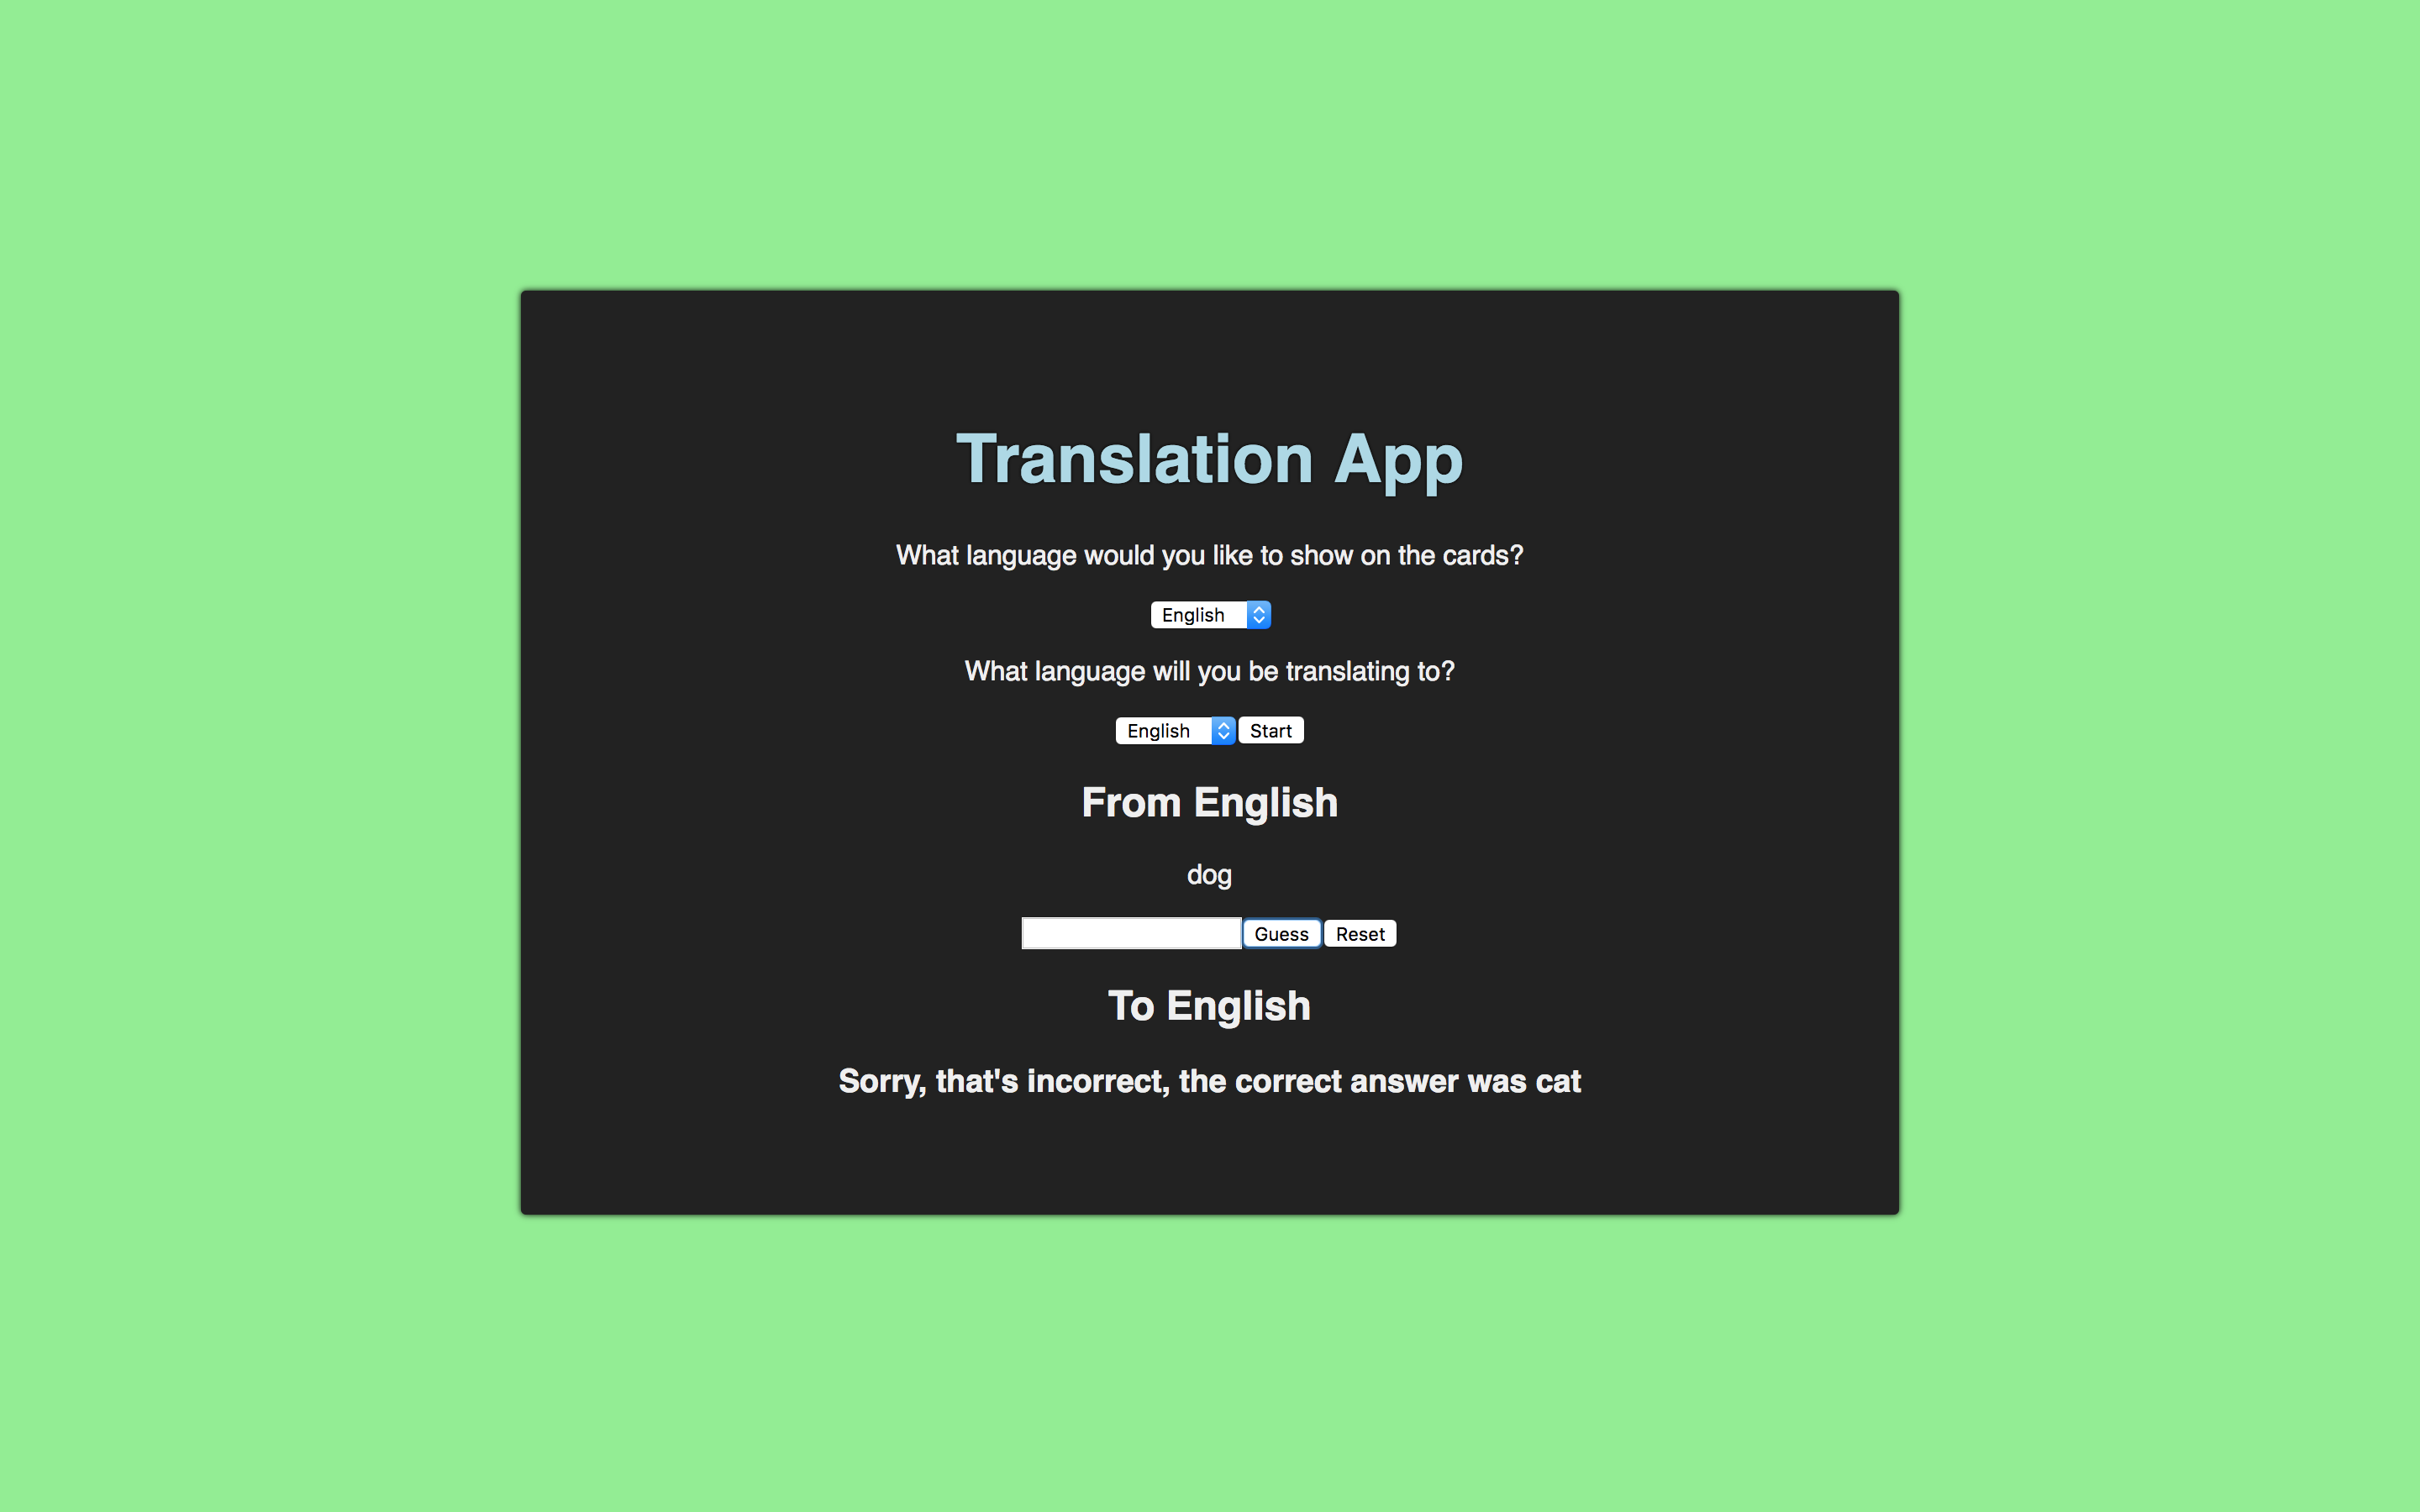 Translation App
What language would you like to show on the cards?
English
What language will you be translating to?
English Start
From English
dog
Guess Reset
To English
Sorry, that's incorrect, the correct answer was cat